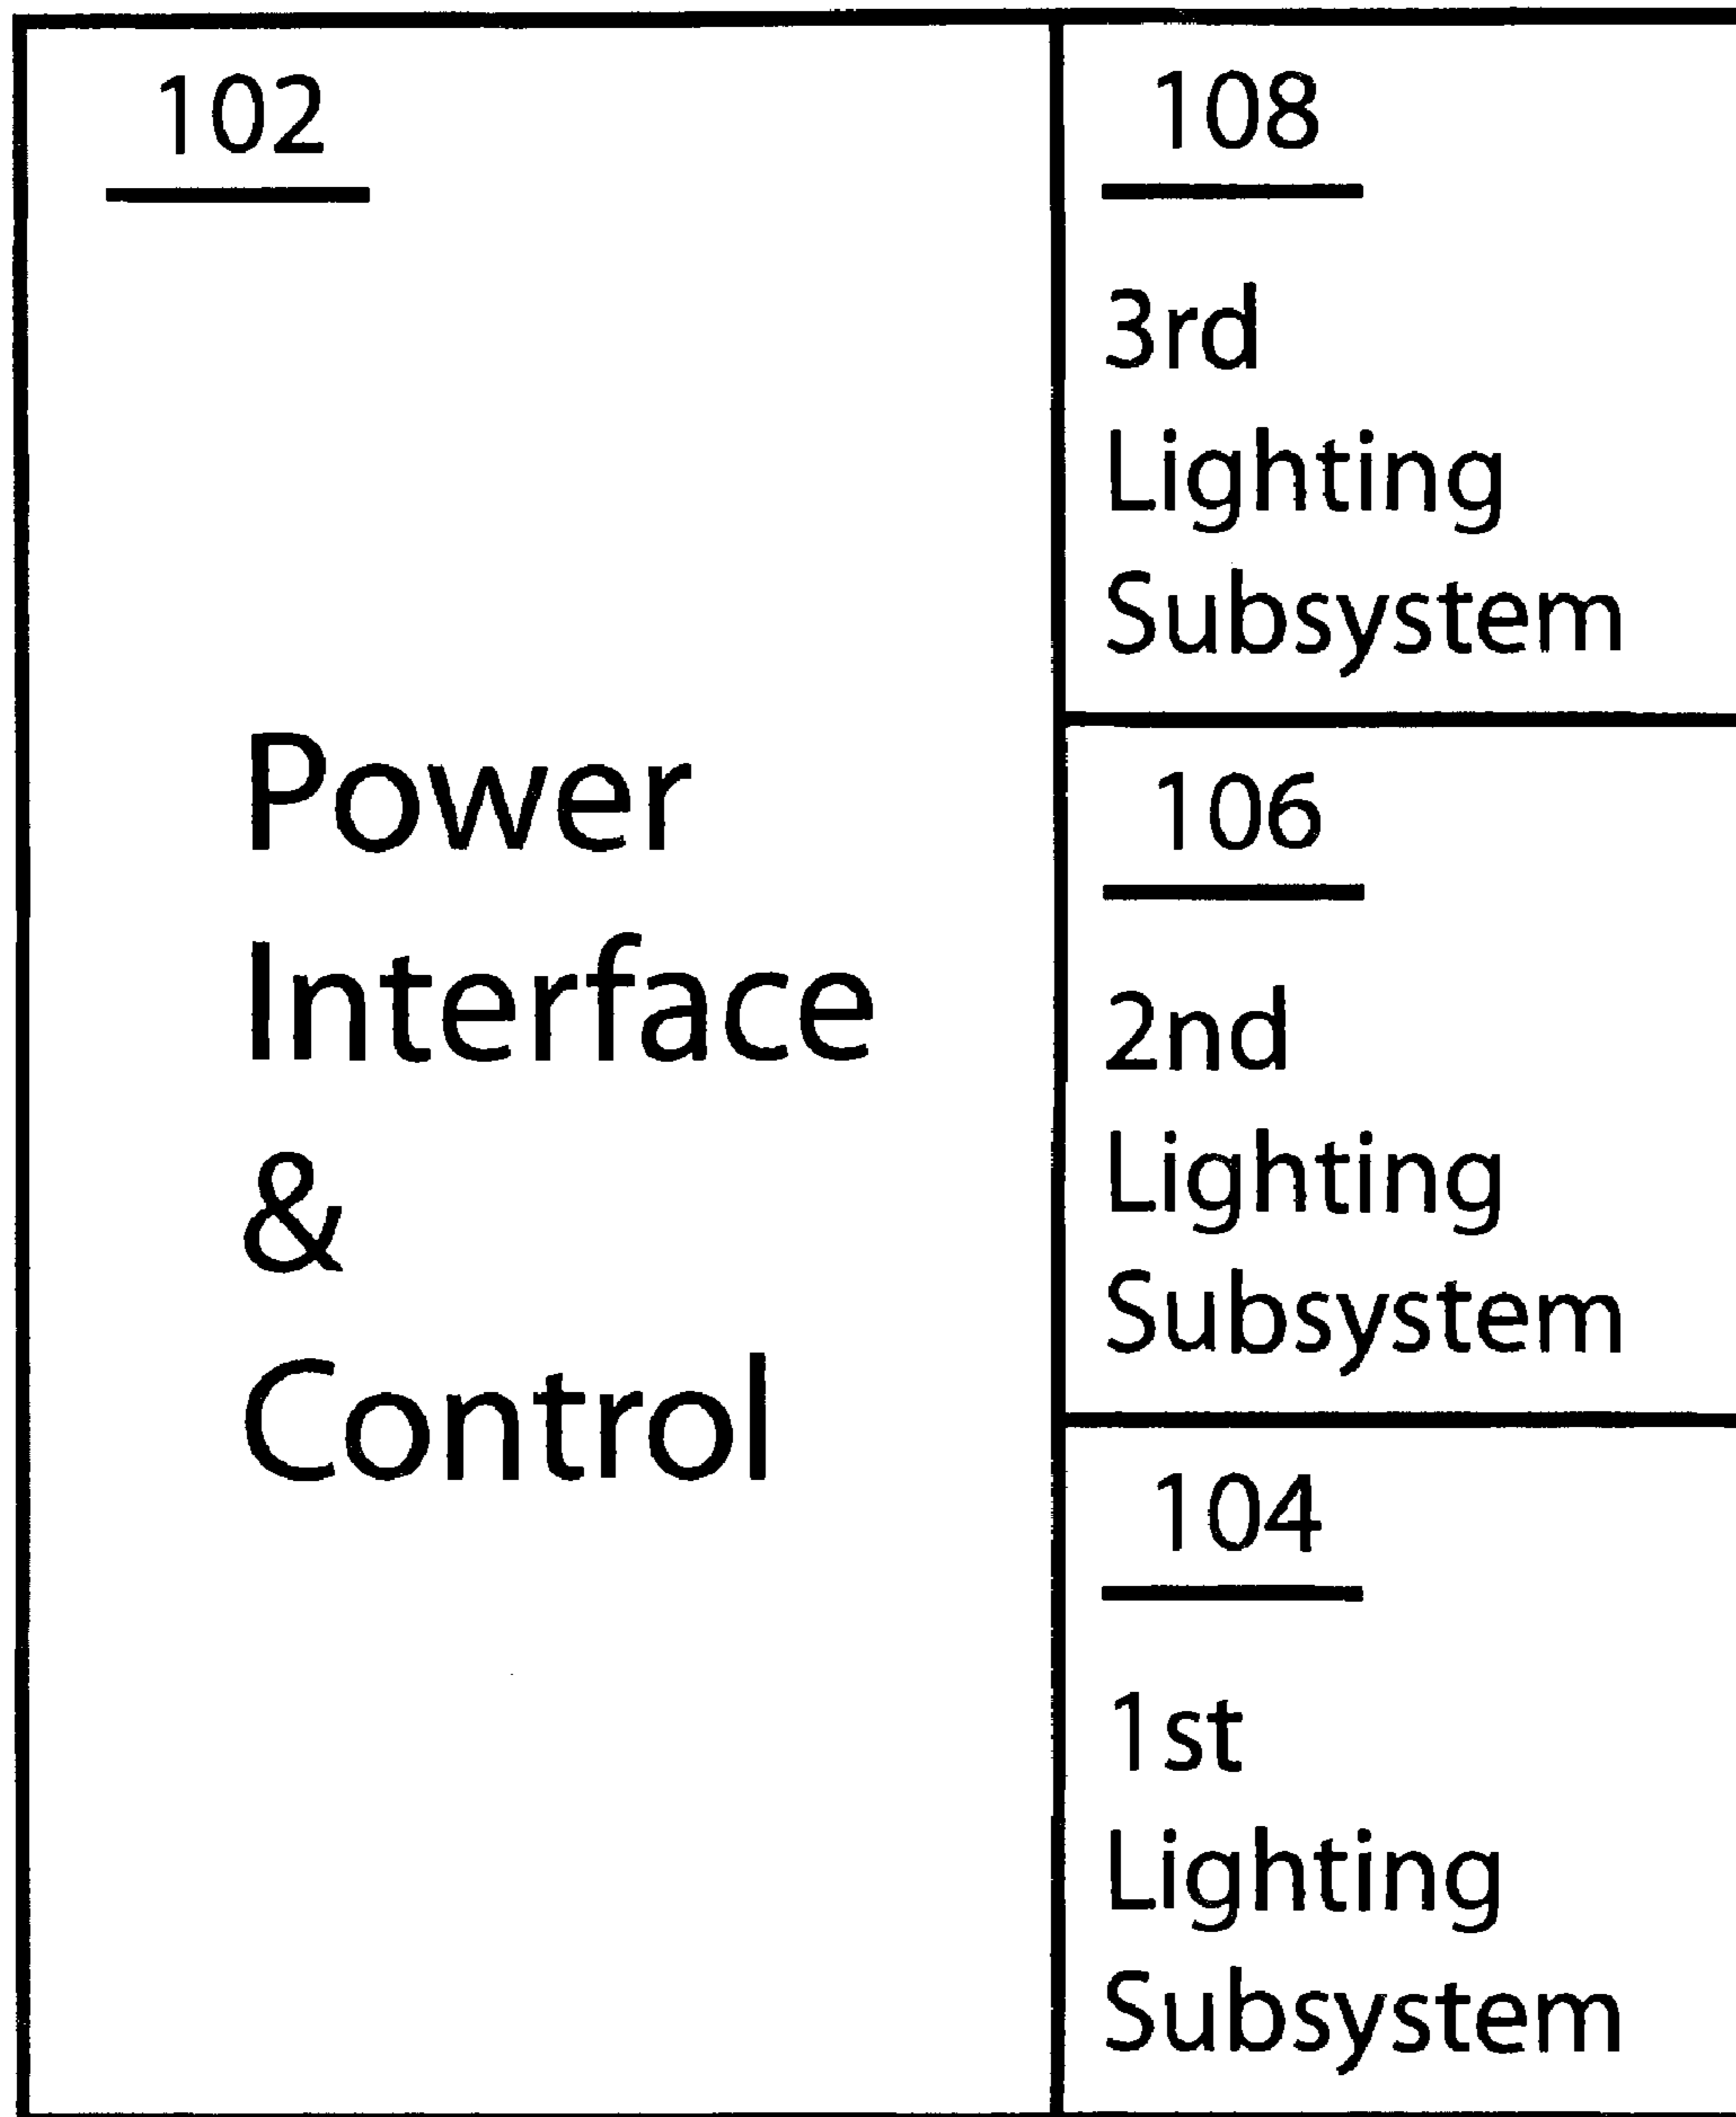 102
Power
Interface
&
Control
108
3rd
Lighting
Subsystem
106
2nd
Lighting
Subsystem
104
1st
Lighting
Subsystem